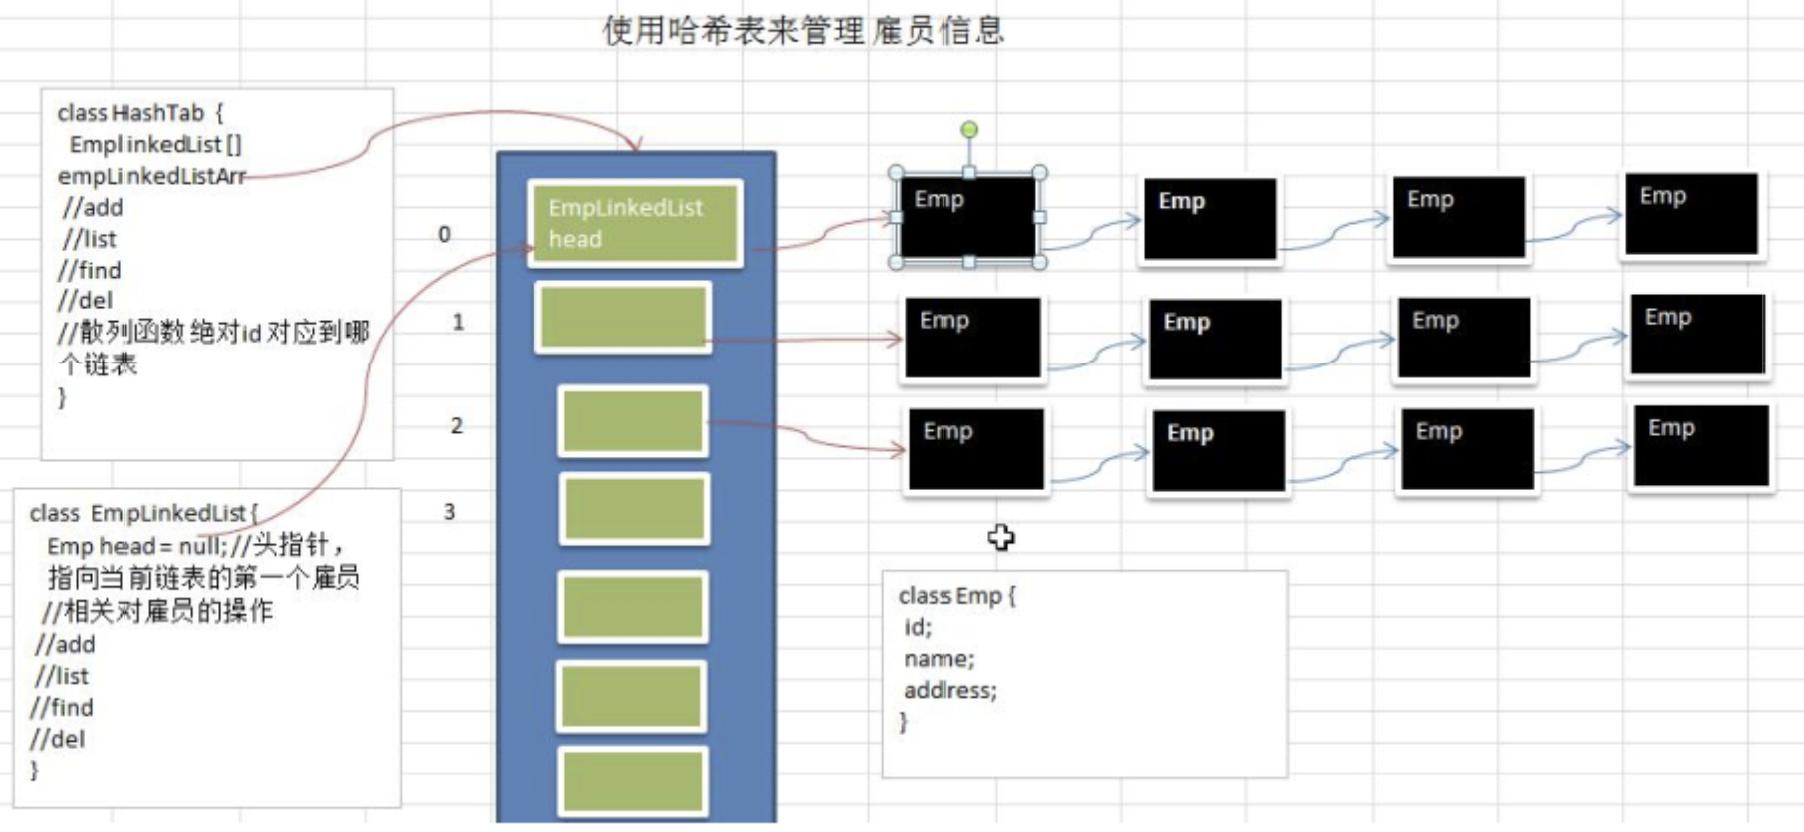 使用哈希表来管理 雇员信息
class HashTab {
EmplinkedList []
empLinkedListArr
//add
//list
//find
//del
//散列函数 绝对id 对应到哪
个链表
}
class EmpLinkedList {
Emp head = null; //头指针，
指向当前链表的第一个雇员
//相关对雇员的操作
//add
//list
//find
//del
}
0
1
2
3
EmpLinkedList
head
Emp
Emp
Emp
Emp
Emp
Emp
Emp
Emp
Emp
Emp
Emp
Emp
class Emp {
id;
name;
address;
}